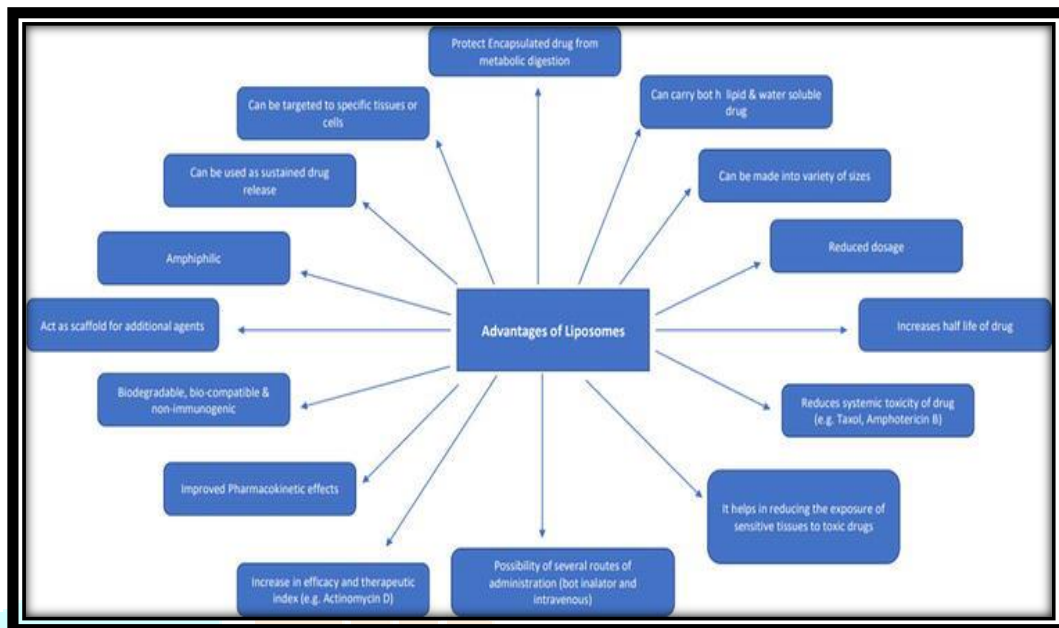 Protect Encapsulated drug from
metabolic digestion
Can carry bot h lipid & water soluble
drug
Can be made into variety of sizes
Reduced dosage
Increases half life of drug
Reduces systemic toxicity of drug
(e.g. Taxol, Amphotericin B)
It helps in reducing the exposure of
sensitive tissues to toxic drugs
Possibility of several routes of
administration (bot inalator and
intravenous)
Increase in efficacy and therapeutic
index (e.g. Actinomycin D)
Improved Pharmacokinetic effects
Biodegradable, bio-compatible &
non-immunogenic
Act as scaffold for additional agents
Amphiphilic
Can be used as sustained drug
release
Can be targeted to specific tissues or
cells
Advantages of Liposomes